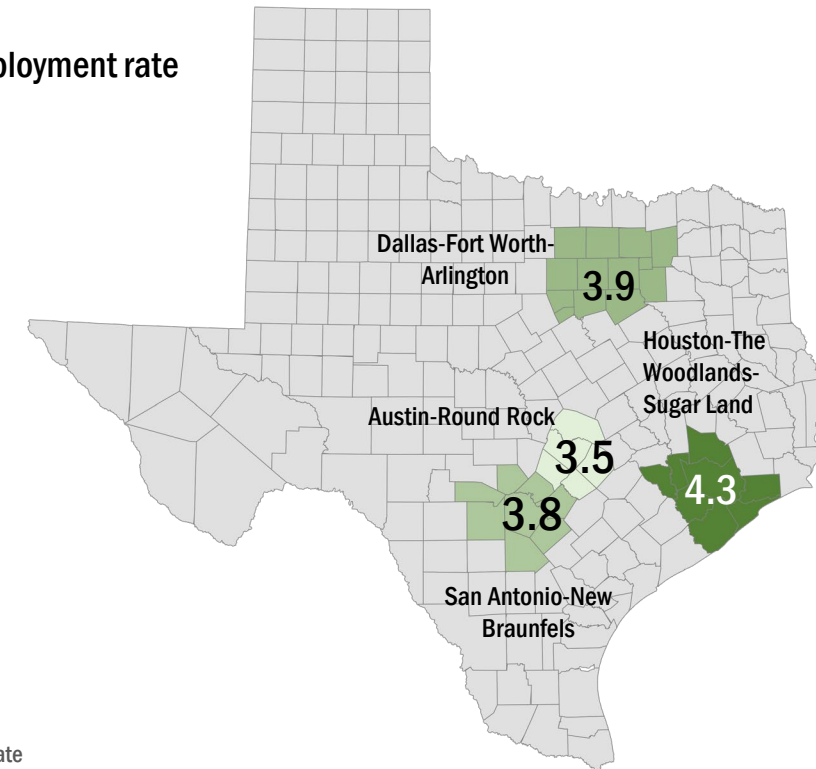 ployment rate
Dallas-Fort Worth-
Arlington
3.9
Houston-The
Woodlands-
Sugar Land
Austin-Round Rock
3.5
4.3
3.8
San Antonio-New
Braunfels
ate